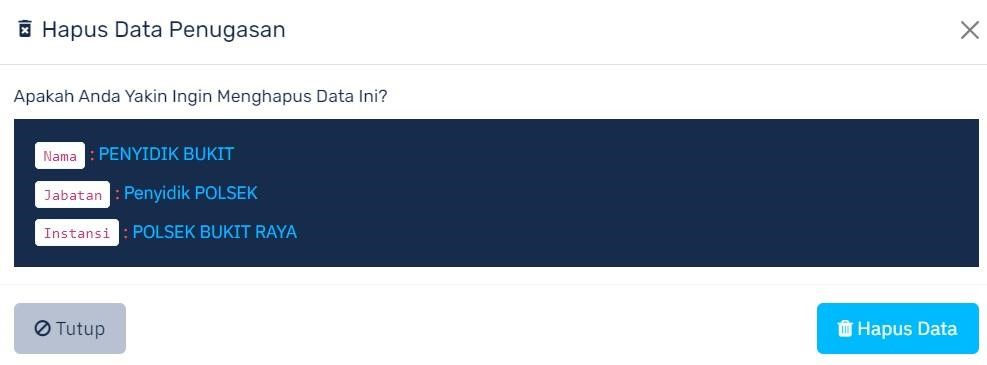 Hapus Data Penugasan
Apakah Anda Yakin Ingin Menghapus Data Ini?
Nama : PENYIDIK BUKIT
Jabatan : Penyidik POLSEK
Instansi : POLSEK BUKIT RAYA
Tutup
Hapus Data